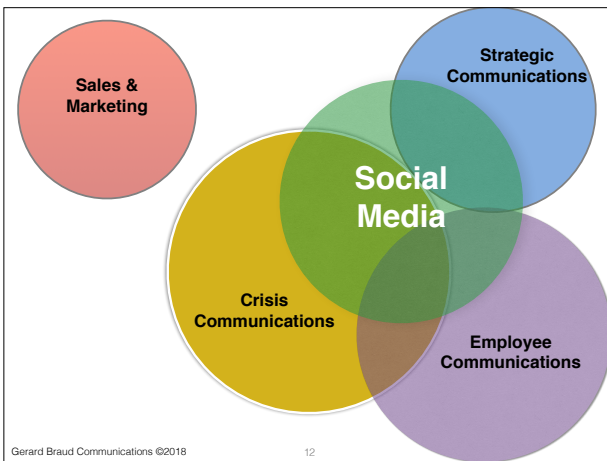 Sales &
Marketing
Strategic
Communications
Social
Media
Crisis
Communications
Employee
Communications
Gerard Braud Communications ©2018
12